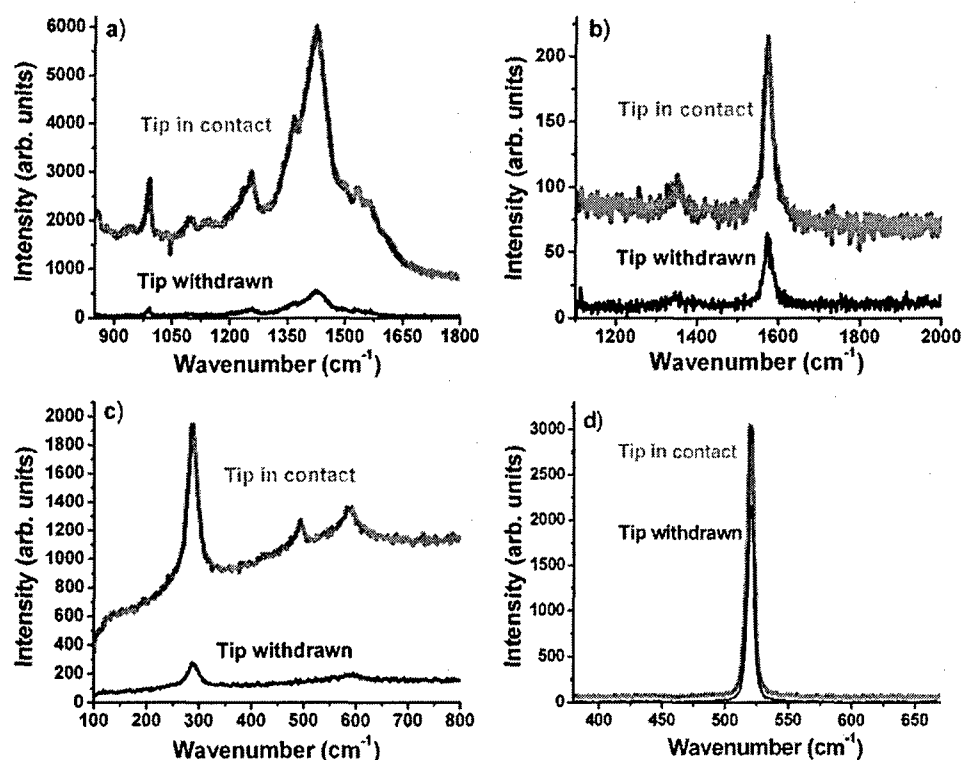 a)
6000
5000
4000
3000
2000
1000
0
Intensity (arb. units)
Tip in contact
Tip withdrawn
900 1050 1200 1350 1500 1650 1800
Wavenumber (cm-1)
b)
200
150
100
50
0
Intensity (arb. units)
Tip in contact
Tip withdrawn
1200 1400 1600 1800 2000
Wavenumber (cm-1)
c)
2000
1800
1600
1400
1200
1000
800
600
400
200
0
Intensity (arb. units)
Tip in contact
Tip withdrawn
100 200 300 400 500 600 700 800
Wavenumber (cm-1)
d)
3000
2500
2000
1500
1000
500
0
Intensity (arb. units)
Tip in contact
Tip withdrawn
400 450 500 550 600 650
Wavenumber (cm-1)